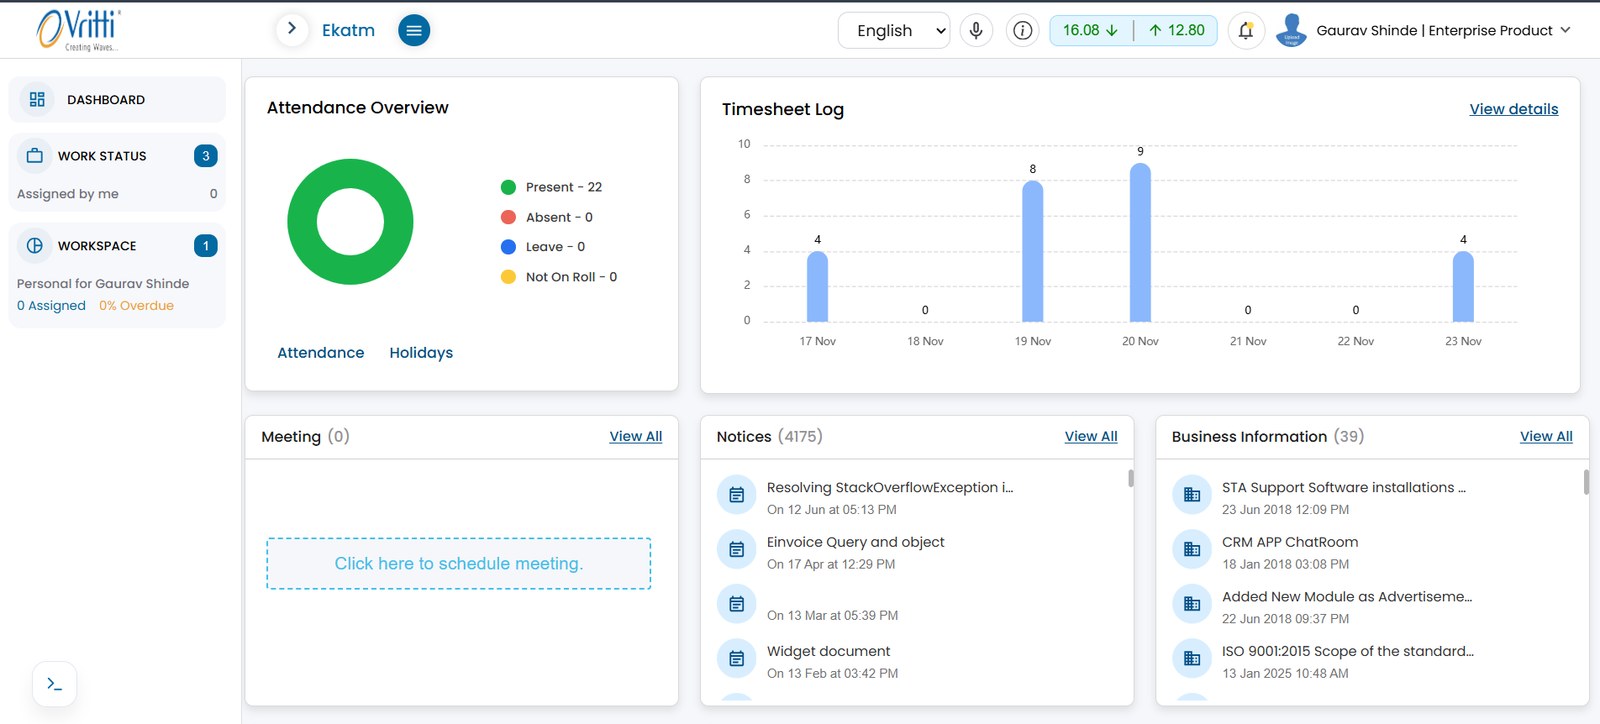 Vritti
Creating Waves...
Ekatm
English
16.08 ↓ | ↑ 12.80
Upload Image
Gaurav Shinde | Enterprise Product
DASHBOARD
WORK STATUS 3
Assigned by me 0
WORKSPACE 1
Personal for Gaurav Shinde
0 Assigned 0% Overdue
Attendance Overview
Present - 22
Absent - 0
Leave - 0
Not On Roll - 0
Attendance Holidays
Timesheet Log View details
10
8
6
4
2
0
4
0
8
9
0
0
4
17 Nov 18 Nov 19 Nov 20 Nov 21 Nov 22 Nov 23 Nov
Meeting (0) View All
Click here to schedule meeting.
Notices (4175) View All
Resolving StackOverflowException i...
On 12 Jun at 05:13 PM
Einvoice Query and object
On 17 Apr at 12:29 PM
On 13 Mar at 05:39 PM
Widget document
On 13 Feb at 03:42 PM
Business Information (39) View All
STA Support Software installations ...
23 Jun 2018 12:09 PM
CRM APP ChatRoom
18 Jan 2018 03:08 PM
Added New Module as Advertiseme...
22 Jun 2018 09:37 PM
ISO 9001:2015 Scope of the standard...
13 Jan 2025 10:48 AM